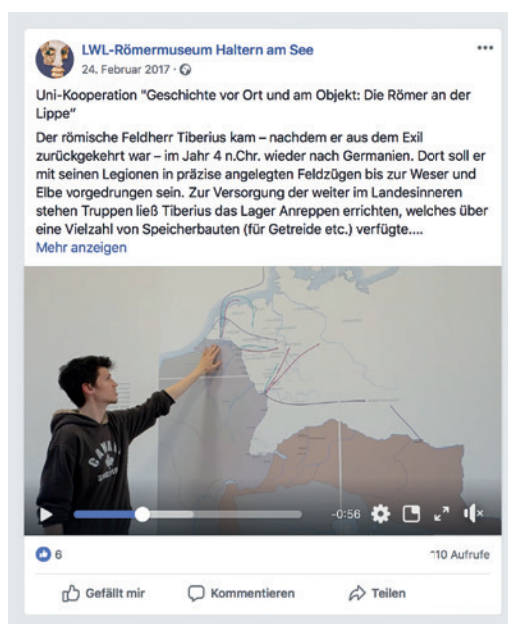 LWL-Römermuseum Haltern am See
24. Februar 2017 ·
Uni-Kooperation "Geschichte vor Ort und am Objekt: Die Römer an der
Lippe"
Der römische Feldherr Tiberius kam – nachdem er aus dem Exil
zurückgekehrt war – im Jahr 4 n.Chr. wieder nach Germanien. Dort soll er
mit seinen Legionen in präzise angelegten Feldzügen bis zur Weser und
Elbe vorgedrungen sein. Zur Versorgung der weiter im Landesinneren
stehen Truppen ließ Tiberius das Lager Anreppen errichten, welches über
eine Vielzahl von Speicherbauten (für Getreide etc.) verfügte....
Mehr anzeigen
-0:56
6
110 Aufrufe
Gefällt mir
Kommentieren
Teilen